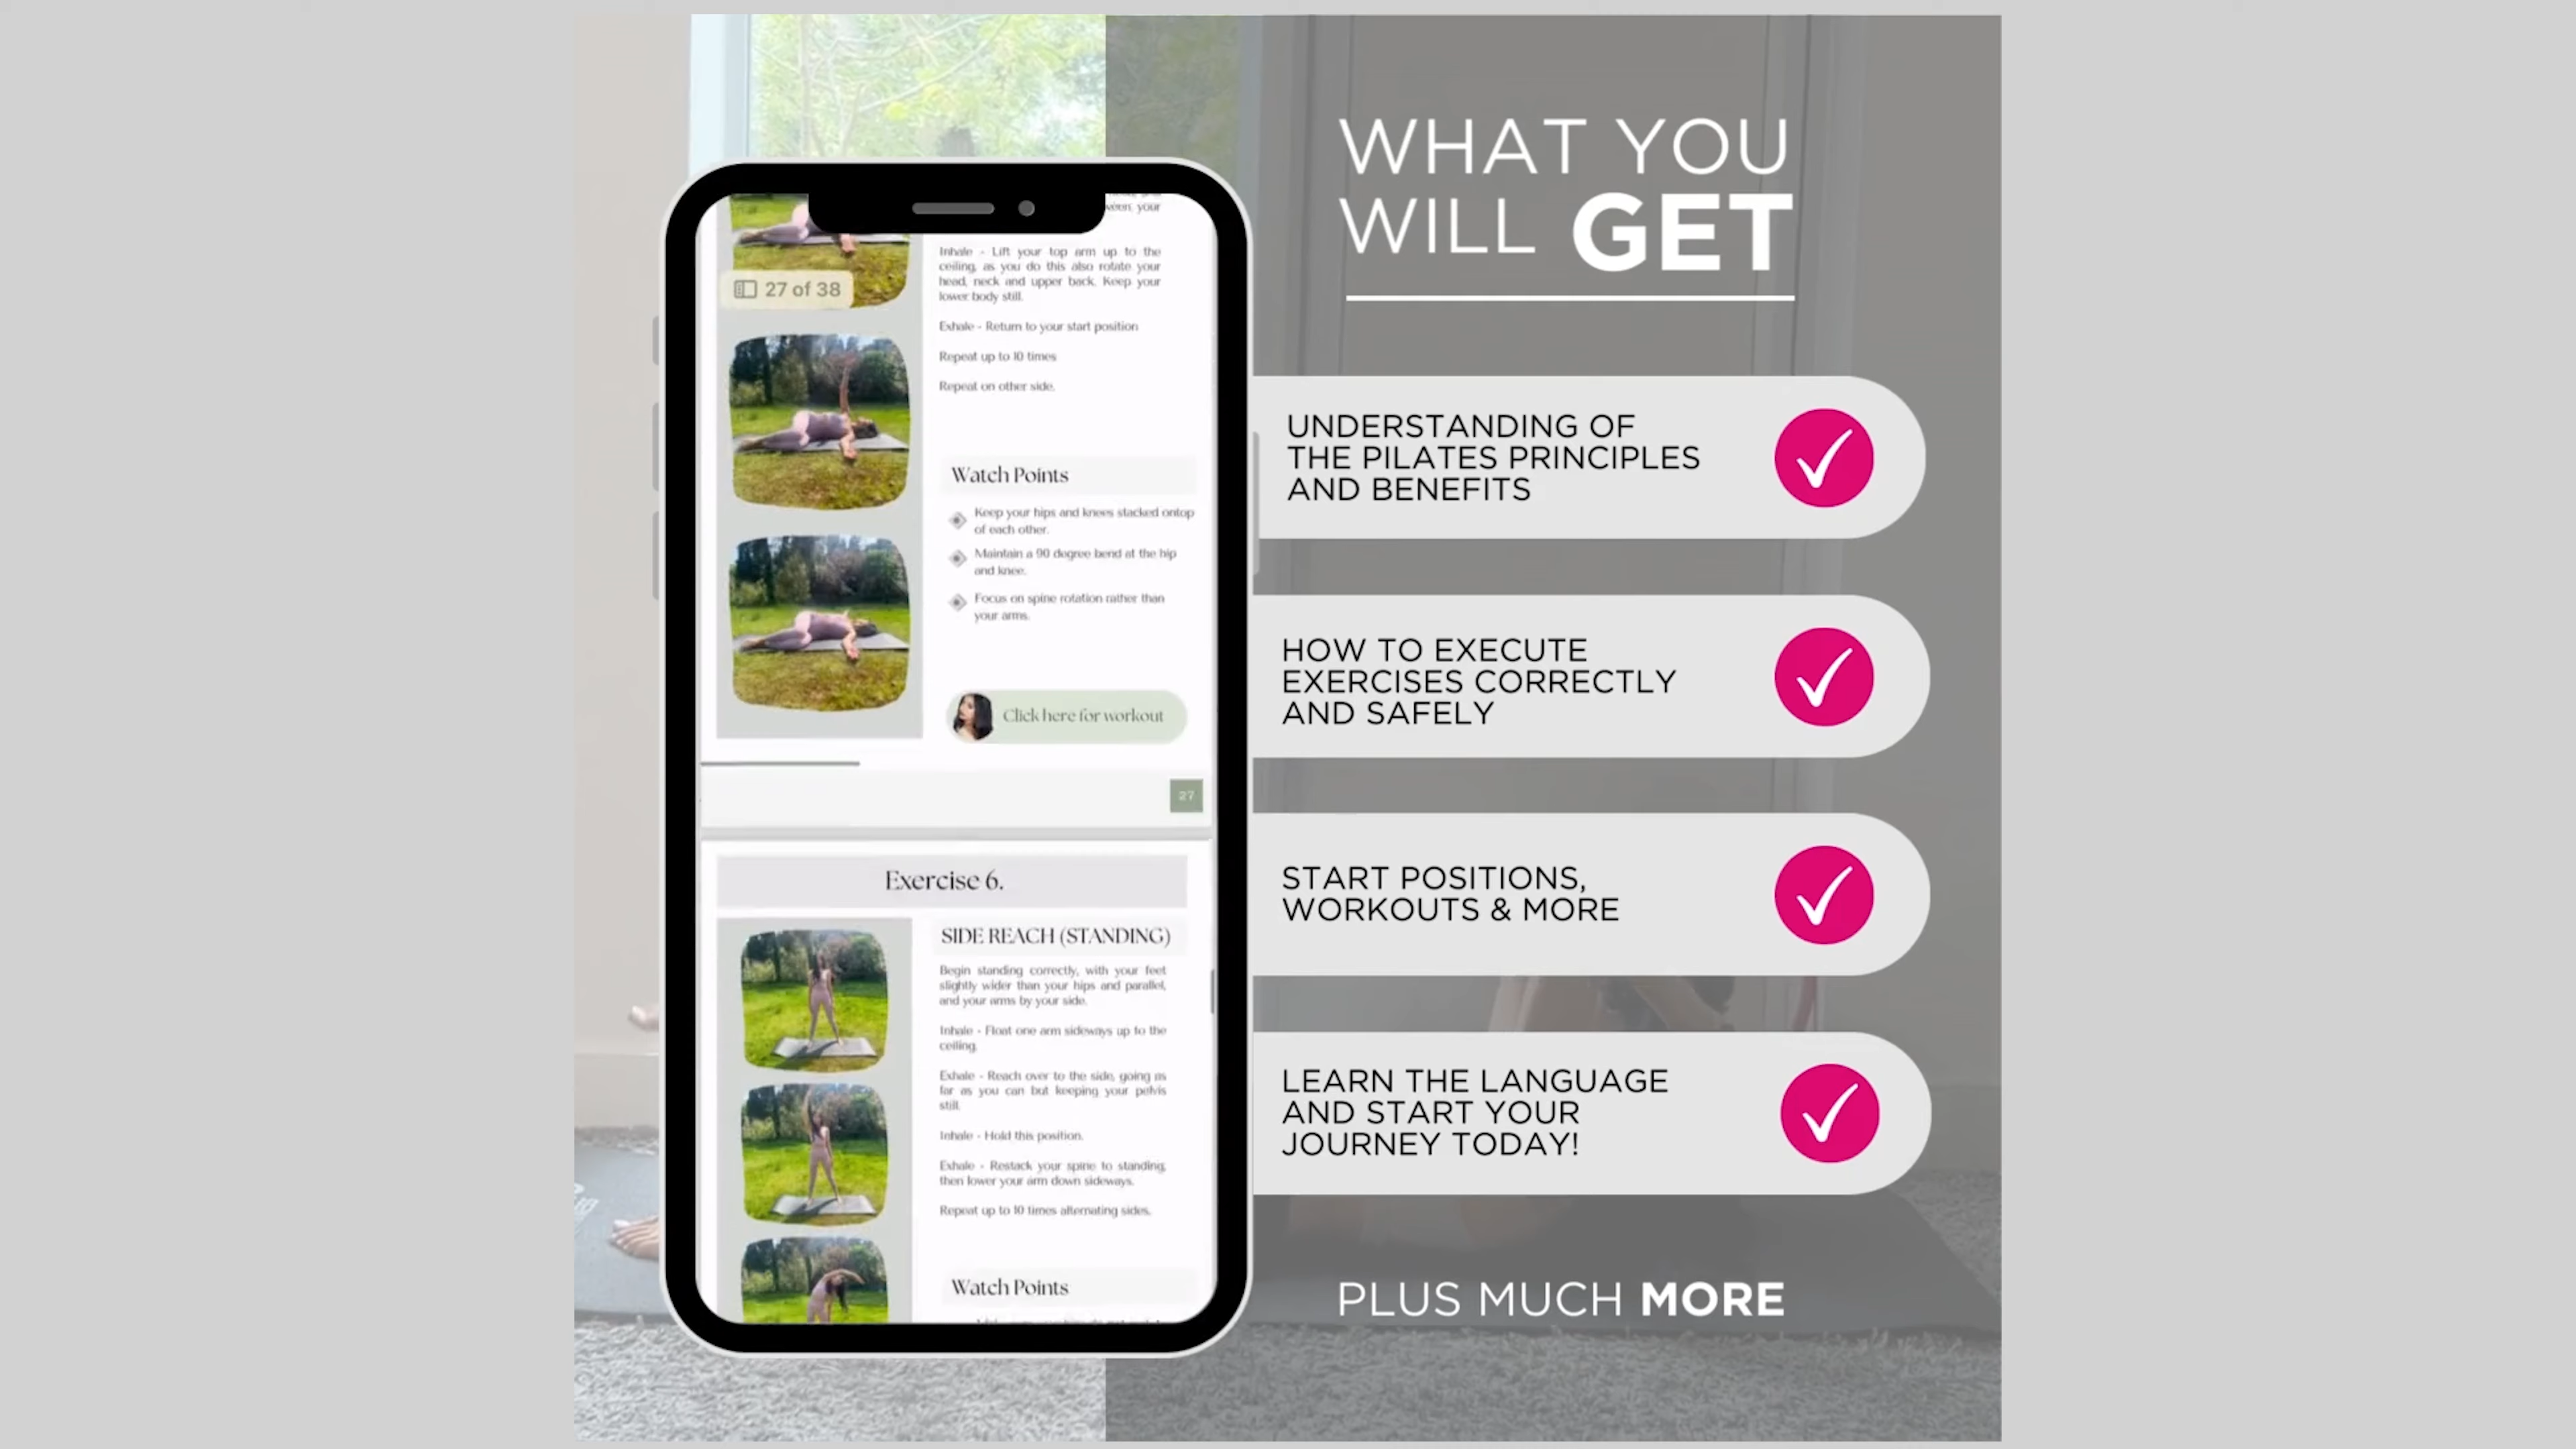 WHAT YOU
WILL GET
ween your
27 of 38
Inhale - Lift your top arm up to the
ceiling, as you do this also rotate your
head, neck and upper back. Keep your
lower body still.
Exhale - Return to your start position
Repeat up to 10 times
Repeat on other side.
Watch Points
Keep your hips and knees stacked ontop
of each other.
Maintain a 90 degree bend at the hip
and knee.
Focus on spine rotation rather than
your arms.
Click here for workout
27
Exercise 6.
SIDE REACH (STANDING)
Begin standing correctly, with your feet
slightly wider than your hips and parallel,
and your arms by your side.
Inhale - Float one arm sideways up to the
ceiling.
Exhale - Reach over to the side, going as
far as you can but keeping your pelvis
still.
Inhale - Hold this position.
Exhale - Restack your spine to standing,
then lower your arm down sideways.
Repeat up to 10 times alternating sides.
Watch Points
UNDERSTANDING OF
THE PILATES PRINCIPLES
AND BENEFITS
HOW TO EXECUTE
EXERCISES CORRECTLY
AND SAFELY
START POSITIONS,
WORKOUTS & MORE
LEARN THE LANGUAGE
AND START YOUR
JOURNEY TODAY!
PLUS MUCH MORE